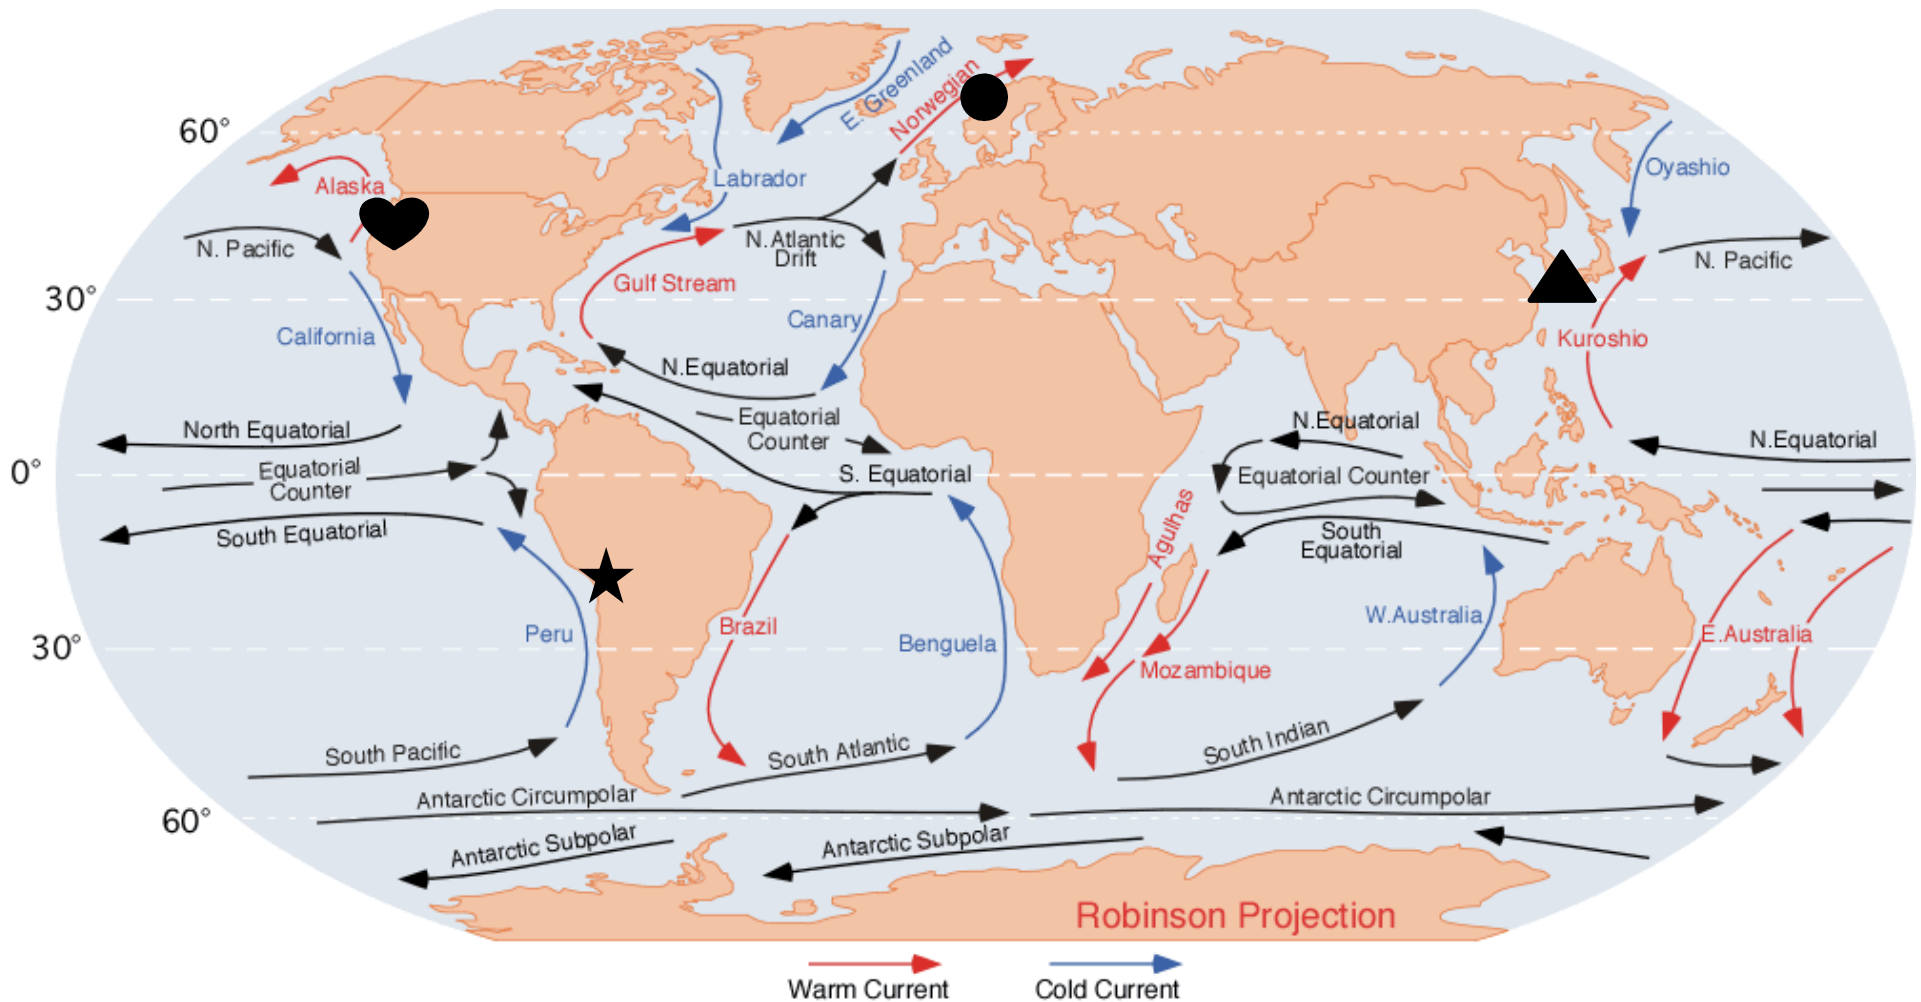 E. Greenland
Norwegian
60°
Alaska
Labrador
Oyashio
N. Pacific
N. Atlantic
Drift
N. Pacific
Gulf Stream
30°
California
Canary
Kuroshio
N.Equatorial
North Equatorial
Equatorial
Counter
N.Equatorial
N.Equatorial
0°
Equatorial
Counter
S. Equatorial
Equatorial Counter
South Equatorial
Agulhas
South
Equatorial
Peru
Brazil
Benguela
W.Australia
E.Australia
30°
Mozambique
South Pacific
South Atlantic
South Indian
Antarctic Circumpolar
Antarctic Circumpolar
60°
Antarctic Subpolar
Antarctic Subpolar
Robinson Projection
Warm Current
Cold Current